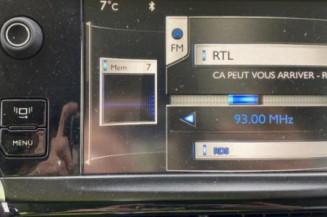 7°C
FM
RTL
Mem 7
CA PEUT VOUS ARRIVER - R
93.00 MHz
MENU
RDS